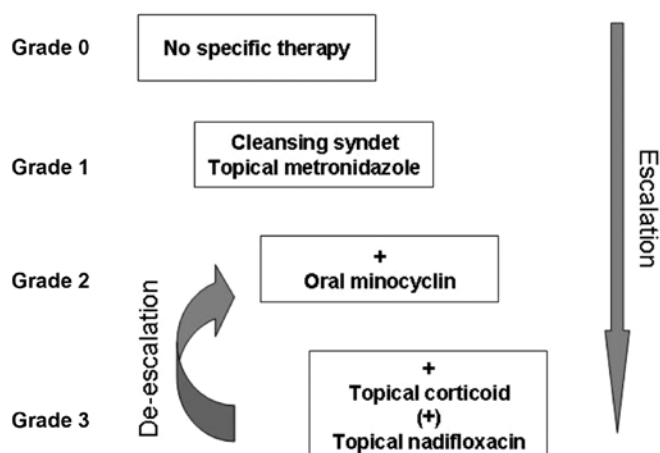 Grade 0
No specific therapy
Grade 1
Cleansing syndet
Topical metronidazole
Grade 2
+
Oral minocyclin
Grade 3
+
Topical corticoid
(+)
Topical nadifloxacin
De-escalation
Escalation